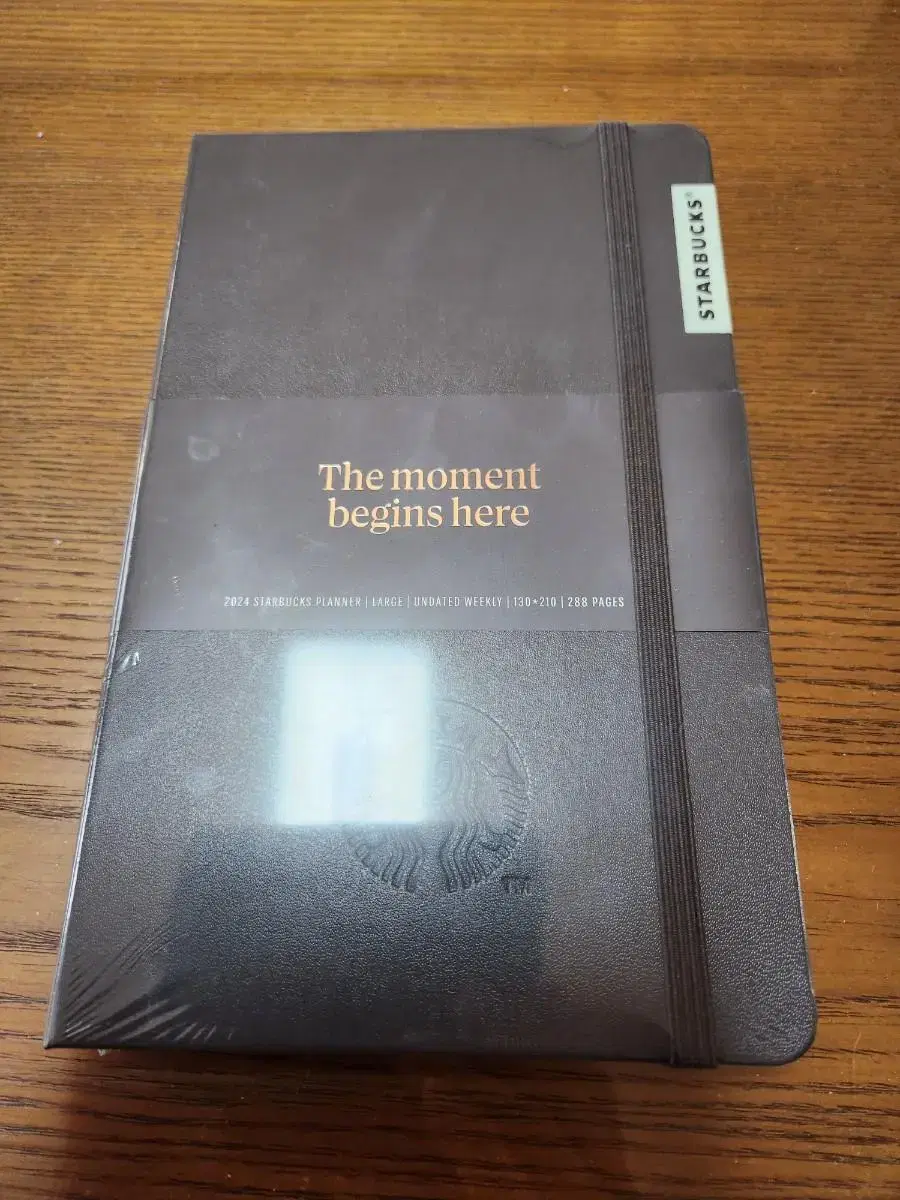 STARBUCKS®
The moment
begins here
2024 STARBUCKS PLANNER | LARGE | UNDATED WEEKLY | 130*210 | 288 PAGES
TM